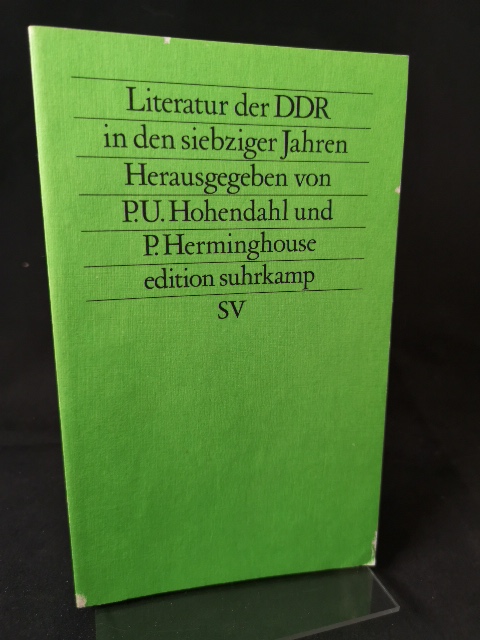 Literatur der DDR
in den siebziger Jahren
Herausgegeben von
P.U. Hohendahl und
P. Herminghouse
edition suhrkamp
SV